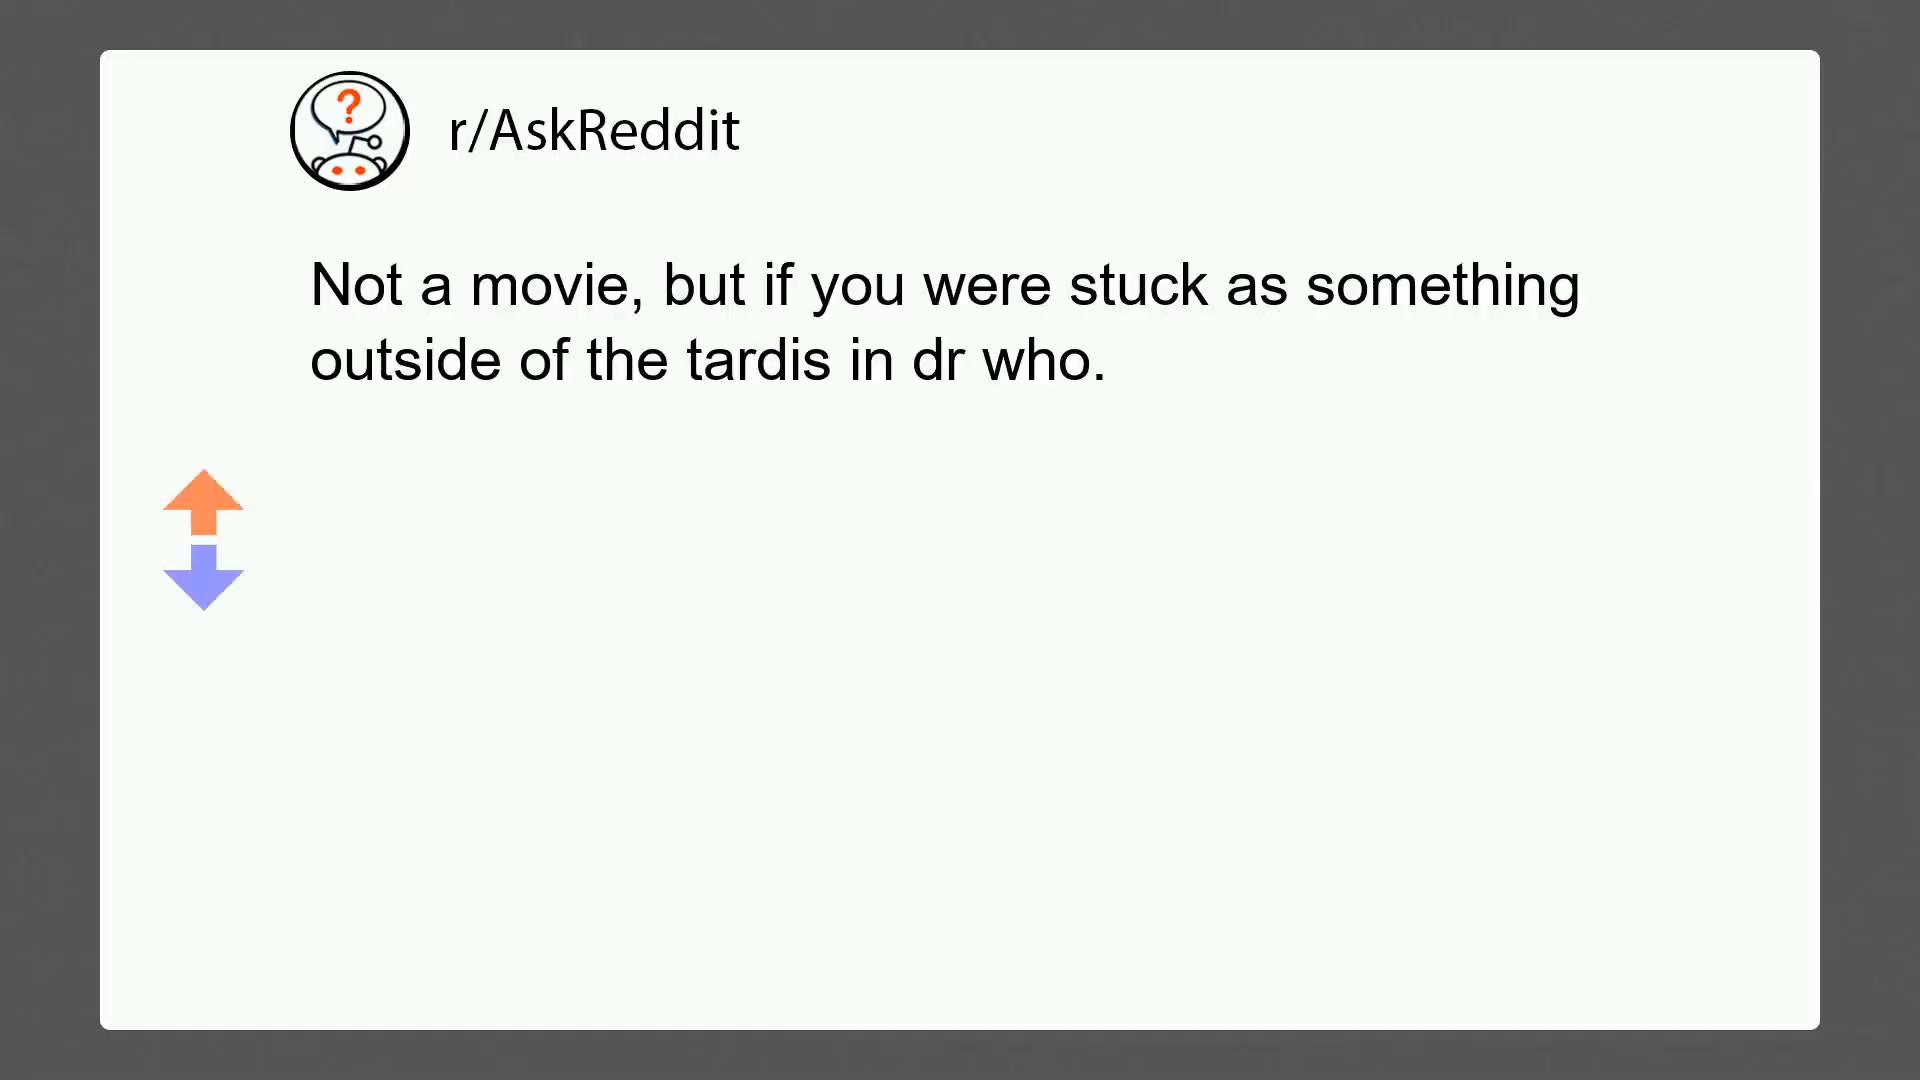 r/AskReddit
Not a movie, but if you were stuck as something
outside of the tardis in dr who.